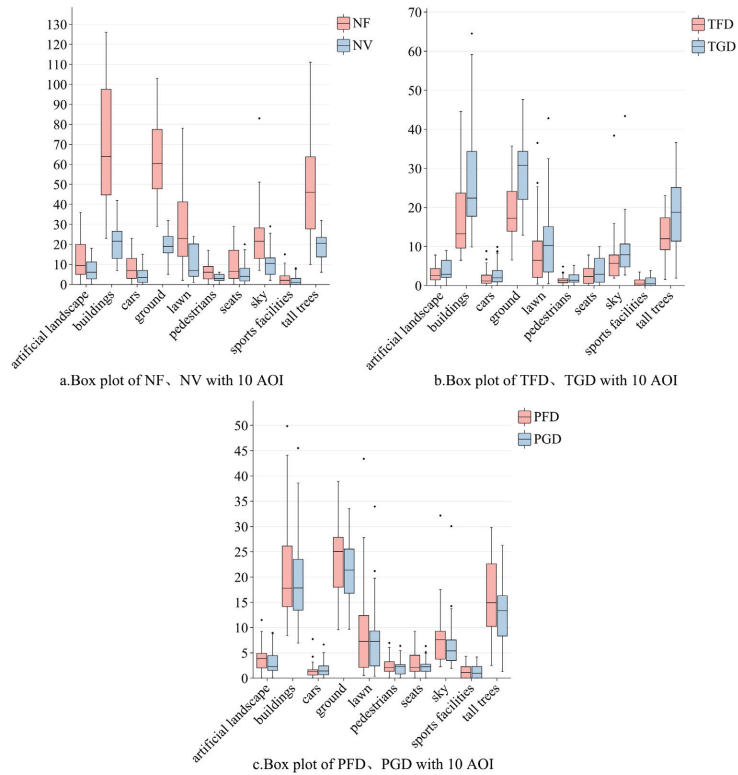 NF
NV
130
120
110
100
90
80
70
60
50
40
30
20
10
0
artificial landscape
buildings
cars
ground
lawn
pedestrians
seats
sky
sports facilities
tall trees
a.Box plot of NF、NV with 10 AOI
TFD
TGD
70
60
50
40
30
20
10
0
artificial landscape
buildings
cars
ground
lawn
pedestrians
seats
sky
sports facilities
tall trees
b.Box plot of TFD、TGD with 10 AOI
PFD
PGD
50
45
40
35
30
25
20
15
10
5
0
artificial landscape
buildings
cars
ground
lawn
pedestrians
seats
sky
sports facilities
tall trees
c.Box plot of PFD、PGD with 10 AOI